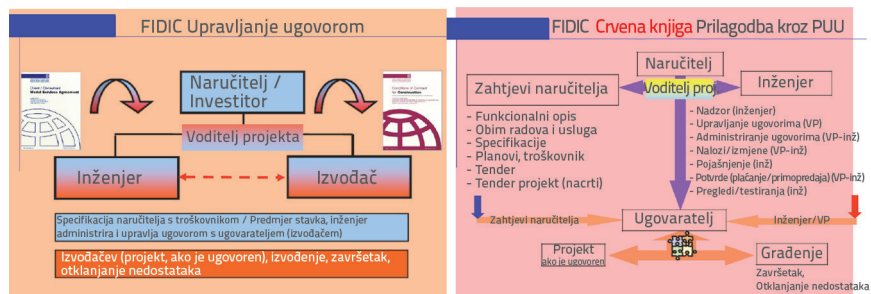 FIDIC Upravljanje ugovorom
Naručitelj /
Investitor
Voditelj projekta
Inženjer
Izvođač
Specifikacija naručitelja s troškovnikom / Predmjer stavka, inženjer
administrira i upravlja ugovorom s ugovarateljem (izvođačem)
Izvođačev (projekt, ako je ugovoren), izvođenje, završetak,
otklanjanje nedostataka
FIDIC Crvena knjiga Prilagodba kroz PUU
Naručitelj
Zahtjevi naručitelja
Voditelj proj
Inženjer
- Funkcionalni opis
- Obim radova i usluga
- Specifikacije
- Planovi, troškovnik
- Tender
- Tender projekt (nacrti)
- Nadzor (inženjer)
- Upravljanje ugovorima (VP)
- Administriranje ugovorima (VP-inž)
- Nalozi/izmjene (VP-inž)
- Pojašnjenje (inž)
- Potvrde (plaćanje/primopredaja) (VP-inž)
- Pregledi/testiranja (inž)
Zahtjevi naručitelja
Ugovaratelj
Inženjer/VP
Projekt
ako je ugovoren
Građenje
Završetak,
Otklanjanje nedostataka